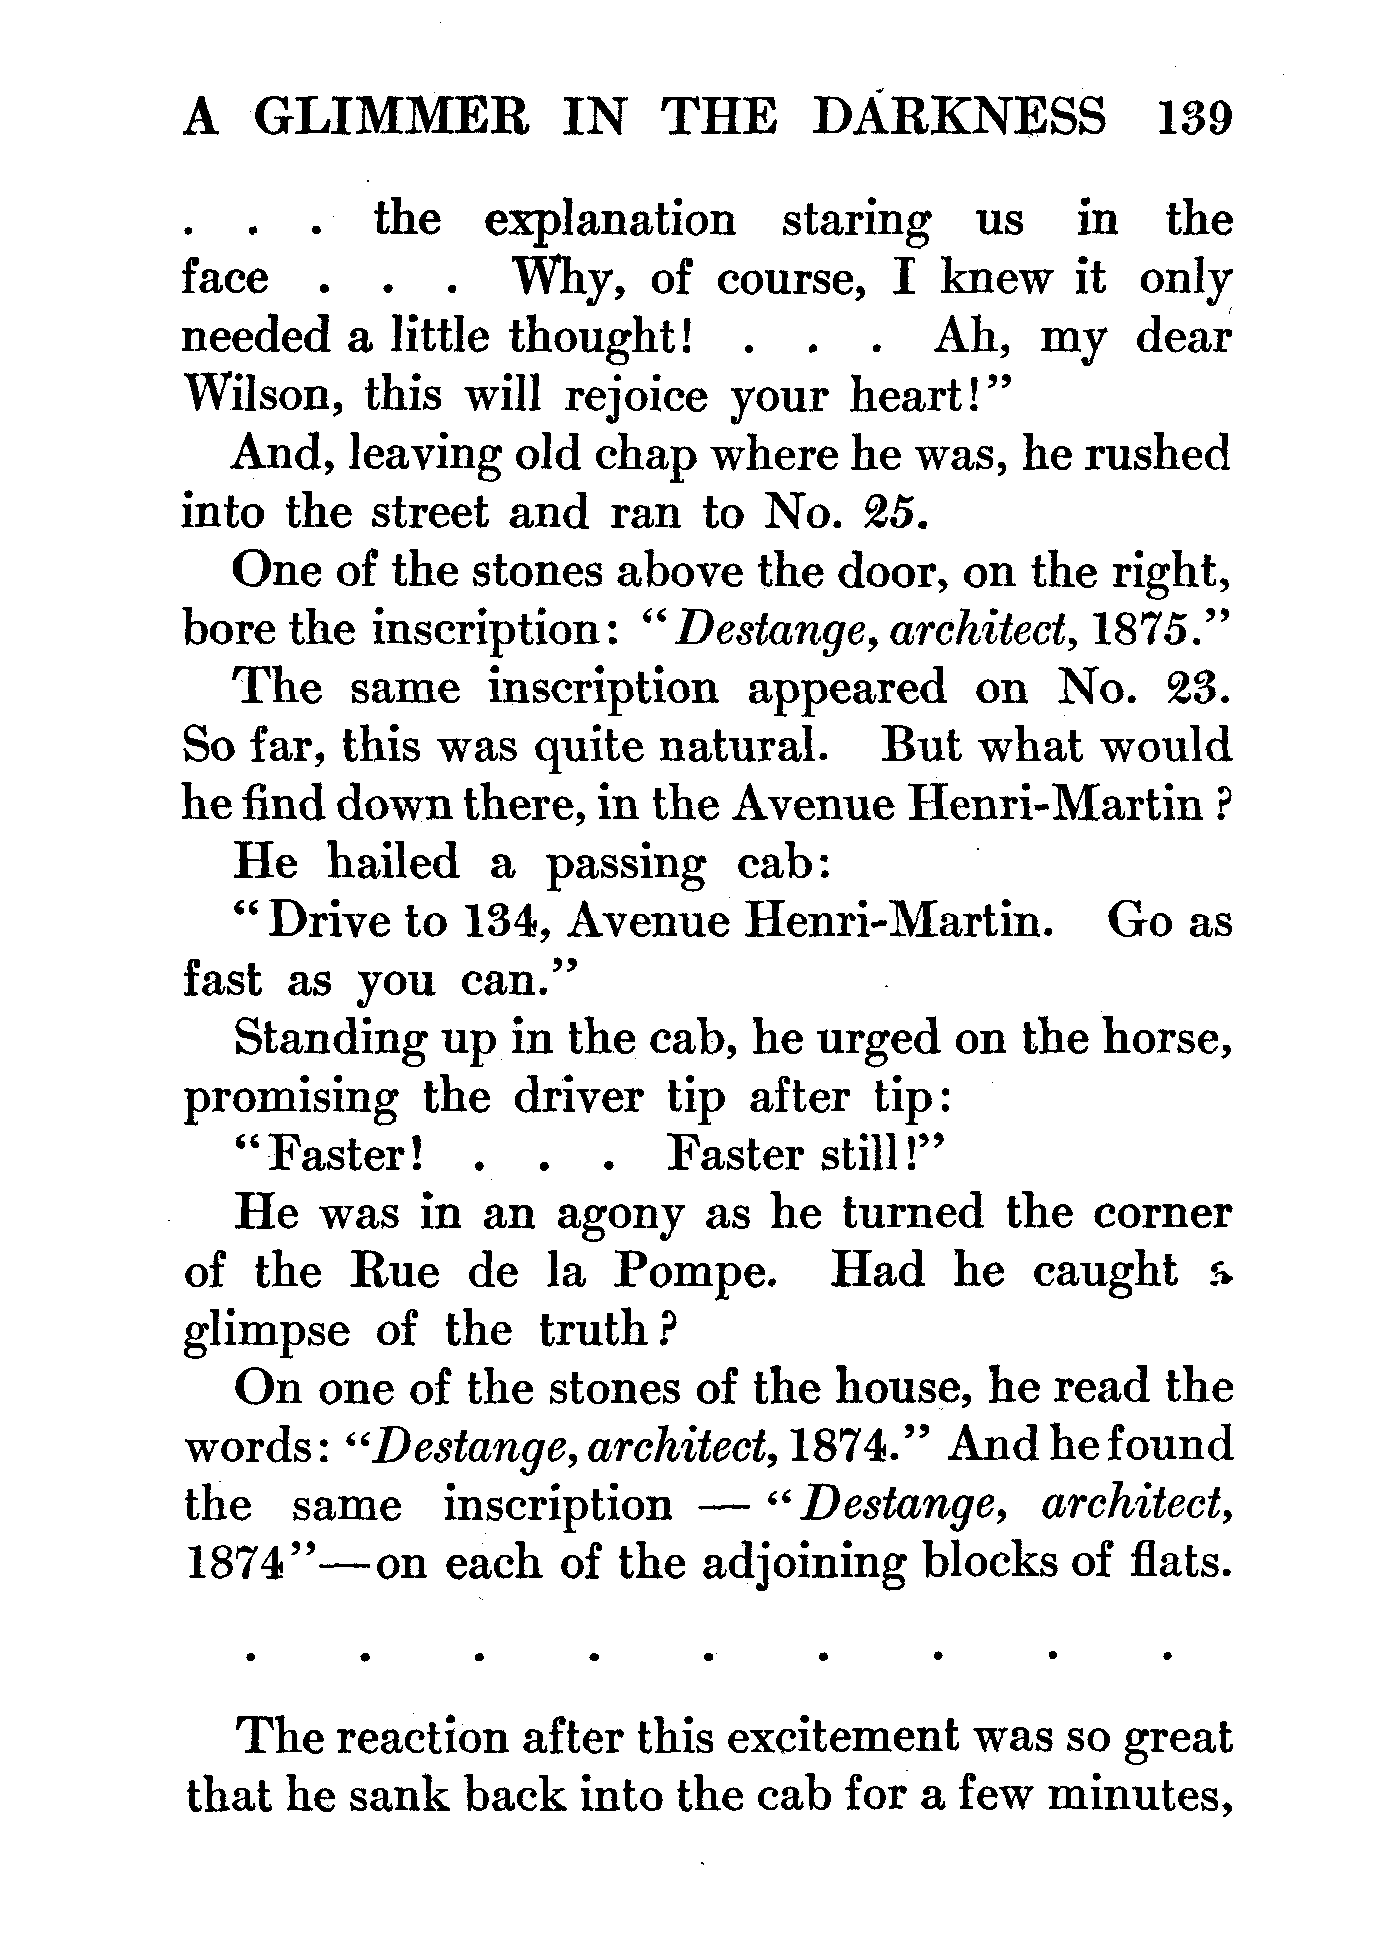 A GLIMMER IN THE DARKNESS 139
. . . the explanation staring us in the
face . . . Why, of course, I knew it only
needed a little thought! . . . Ah, my dear
Wilson, this will rejoice your heart!”
And, leaving old chap where he was, he rushed
into the street and ran to No. 25.
One of the stones above the door, on the right,
bore the inscription: “Destange, architect, 1875.”
The same inscription appeared on No. 23.
So far, this was quite natural. But what would
he find down there, in the Avenue Henri-Martin?
He hailed a passing cab:
“Drive to 134, Avenue Henri-Martin. Go as
fast as you can.”
Standing up in the cab, he urged on the horse,
promising the driver tip after tip:
“Faster! . . . Faster still!”
He was in an agony as he turned the corner
of the Rue de la Pompe. Had he caught a
glimpse of the truth?
On one of the stones of the house, he read the
words: “Destange, architect, 1874.” And he found
the same inscription — “Destange, architect,
1874”—on each of the adjoining blocks of flats.
. . . . . . . . .
The reaction after this excitement was so great
that he sank back into the cab for a few minutes,